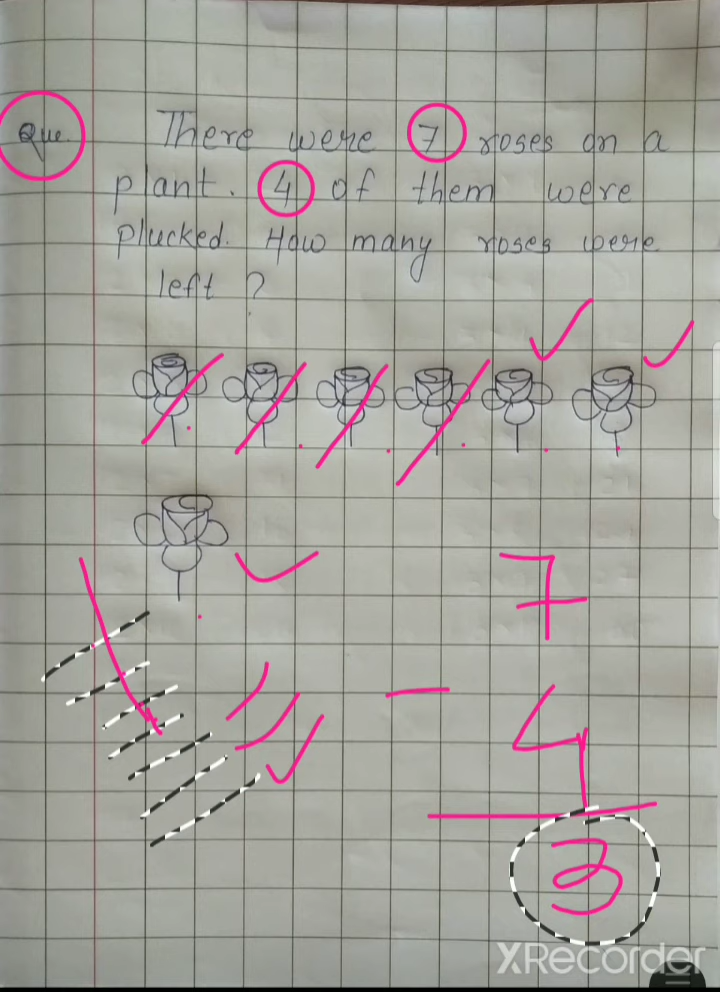 Que. There were 7 roses on a
plant. 4 of them were
plucked. How many roses were
left ?
7
- 4
3
XRecorder